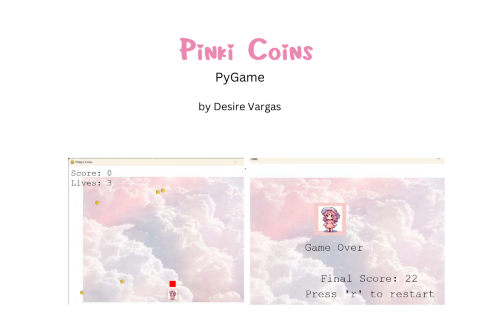 Pinki Coins
PyGame
by Desire Vargas
Pinky's Coins
Score: 0
Lives: 3
Game Over
Final Score: 22
Press 'r' to restart